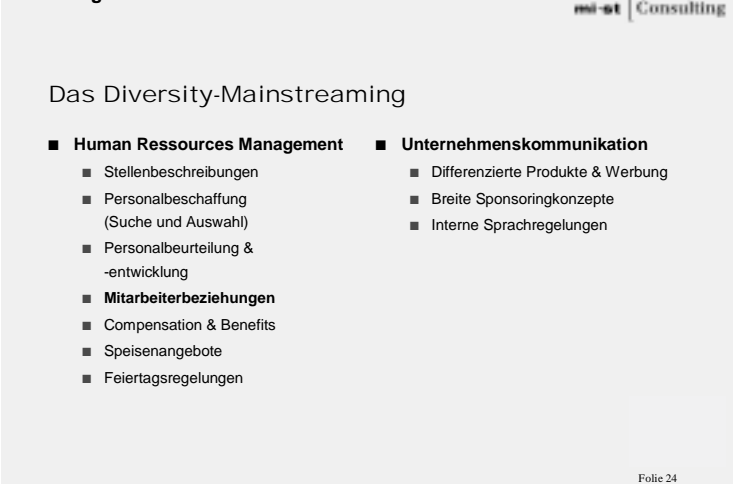 mi-st Consulting
Das Diversity-Mainstreaming
■ Human Ressources Management
■ Stellenbeschreibungen
■ Personalbeschaffung
(Suche und Auswahl)
■ Personalbeurteilung &
-entwicklung
■ Mitarbeiterbeziehungen
■ Compensation & Benefits
■ Speisenangebote
■ Feiertagsregelungen
■ Unternehmenskommunikation
■ Differenzierte Produkte & Werbung
■ Breite Sponsoringkonzepte
■ Interne Sprachregelungen
Folie 24